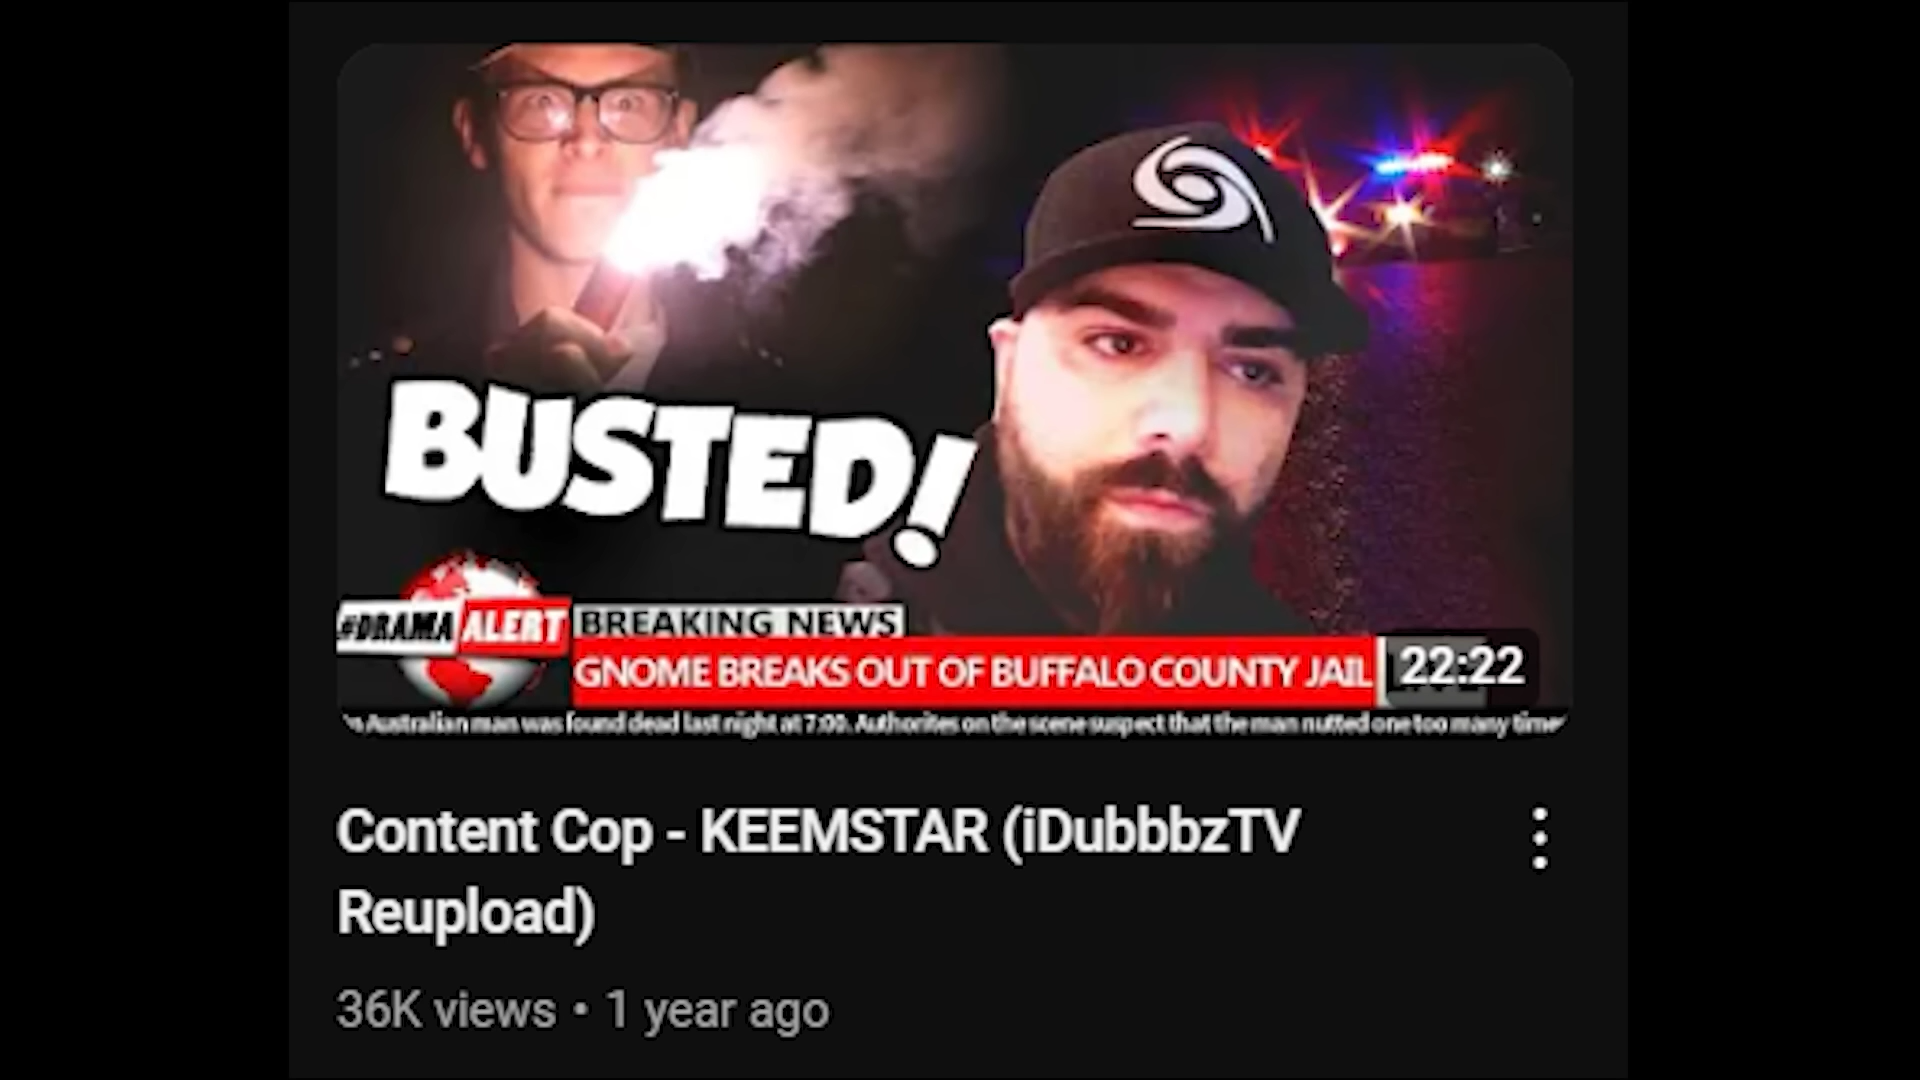 BUSTED!
#DRAMA ALERT
BREAKING NEWS
GNOME BREAKS OUT OF BUFFALO COUNTY JAIL
22:22
Australian man was found dead last night at 7:00. Authorites on the scene suspect that the man nutted one too many time
Content Cop - KEEMSTAR (iDubbbzTV
Reupload)
36K views • 1 year ago